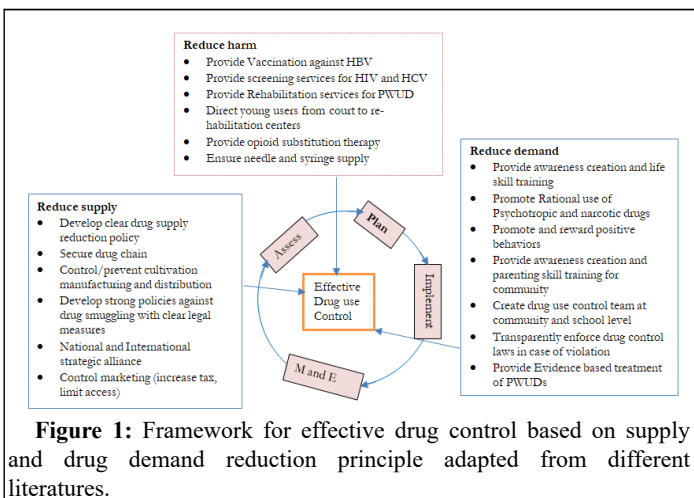 Reduce harm
• Provide Vaccination against HBV
• Provide screening services for HIV and HCV
• Provide Rehabilitation services for PWUD
• Direct young users from court to re-
habilitation centers
• Provide opioid substitution therapy
• Ensure needle and syringe supply
Reduce demand
• Provide awareness creation and life
skill training
• Promote Rational use of
Psychotropic and narcotic drugs
• Promote and reward positive
behaviors
• Provide awareness creation and
parenting skill training for
community
• Create drug use control team at
community and school level
• Transparently enforce drug control
laws in case of violation
• Provide Evidence based treatment
of PWUDs
Reduce supply
• Develop clear drug supply
reduction policy
• Secure drug chain
• Control/prevent cultivation
manufacturing and distribution
• Develop strong policies against
drug smuggling with clear legal
measures
• National and International
strategic alliance
• Control marketing (increase tax,
limit access)
Assess
Plan
Implement
M and E
Effective
Drug use
Control
Figure 1: Framework for effective drug control based on supply
and drug demand reduction principle adapted from different
literatures.